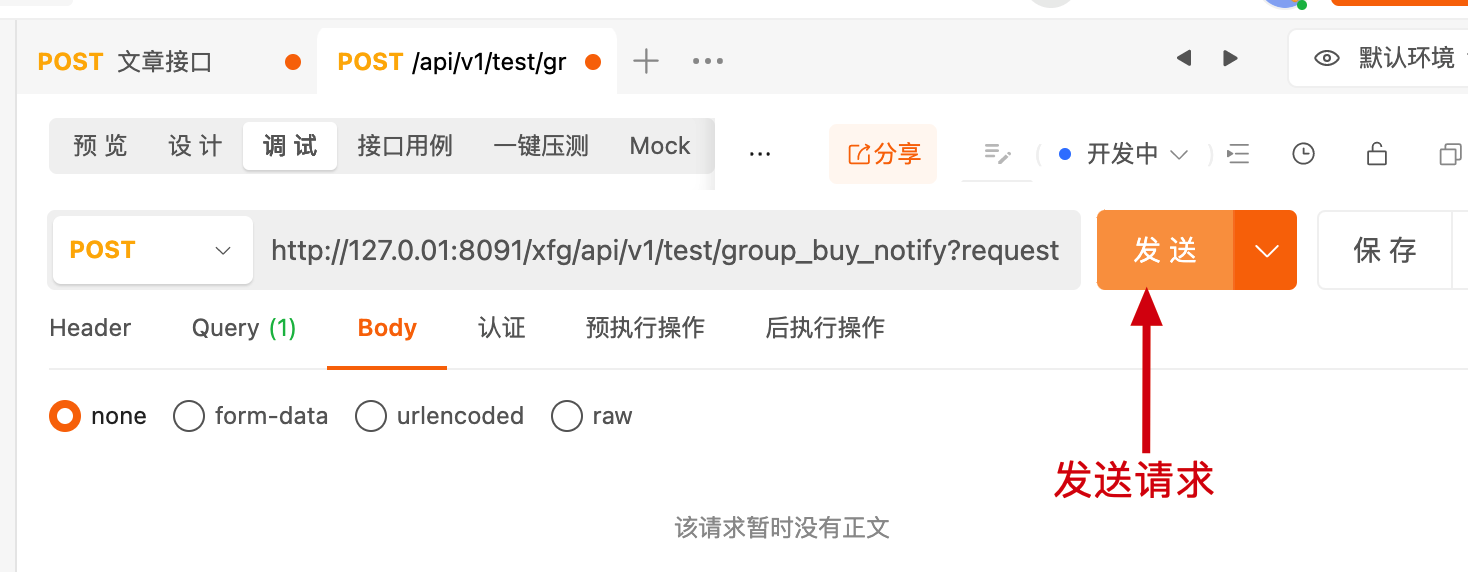 POST 文章接口 POST /api/v1/test/gr 默认环境
预览 设计 调试 接口用例 一键压测 Mock ... 分享 开发中
POST http://127.0.01:8091/xfg/api/v1/test/group_buy_notify?request 发送 保存
Header Query (1) Body 认证 预执行操作 后执行操作
none form-data urlencoded raw
发送请求
该请求暂时没有正文